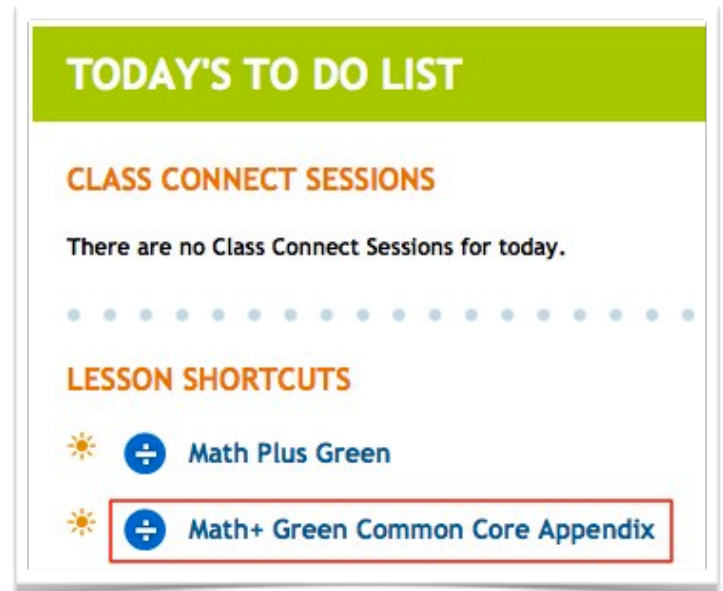 TODAY'S TO DO LIST
CLASS CONNECT SESSIONS
There are no Class Connect Sessions for today.
LESSON SHORTCUTS
Math Plus Green
Math+ Green Common Core Appendix